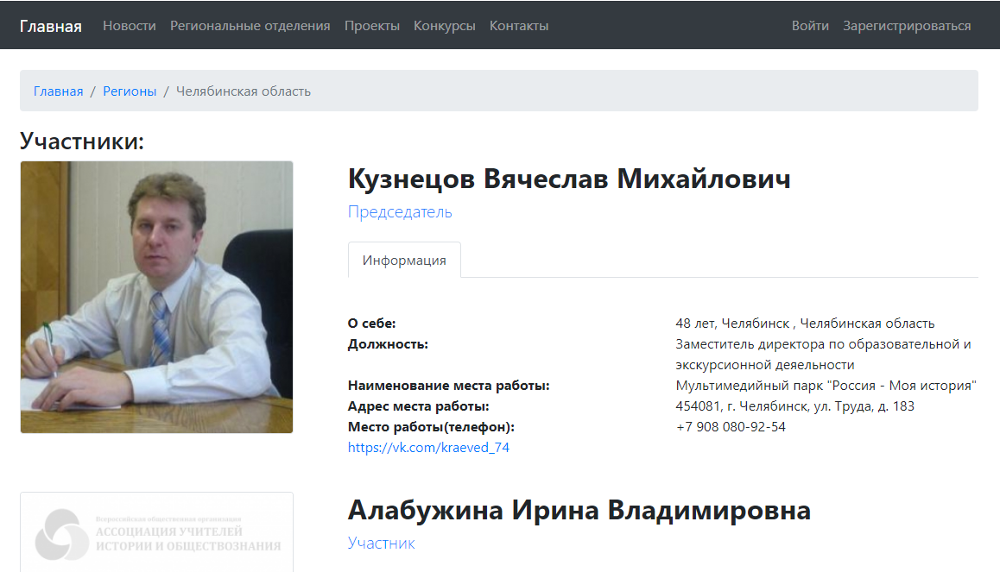 Главная Новости Региональные отделения Проекты Конкурсы Контакты Войти Зарегистрироваться
Главная / Регионы / Челябинская область
Участники:
Кузнецов Вячеслав Михайлович
Председатель
Информация
О себе: 48 лет, Челябинск , Челябинская область
Должность: Заместитель директора по образовательной и
экскурсионной деяельности
Наименование места работы: Мультимедийный парк "Россия - Моя история"
Адрес места работы: 454081, г. Челябинск, ул. Труда, д. 183
Место работы(телефон): +7 908 080-92-54
https://vk.com/kraeved_74
Всероссийская общественная организация
АССОЦИАЦИЯ УЧИТЕЛЕЙ
ИСТОРИИ И ОБЩЕСТВОЗНАНИЯ
Алабужина Ирина Владимировна
Участник